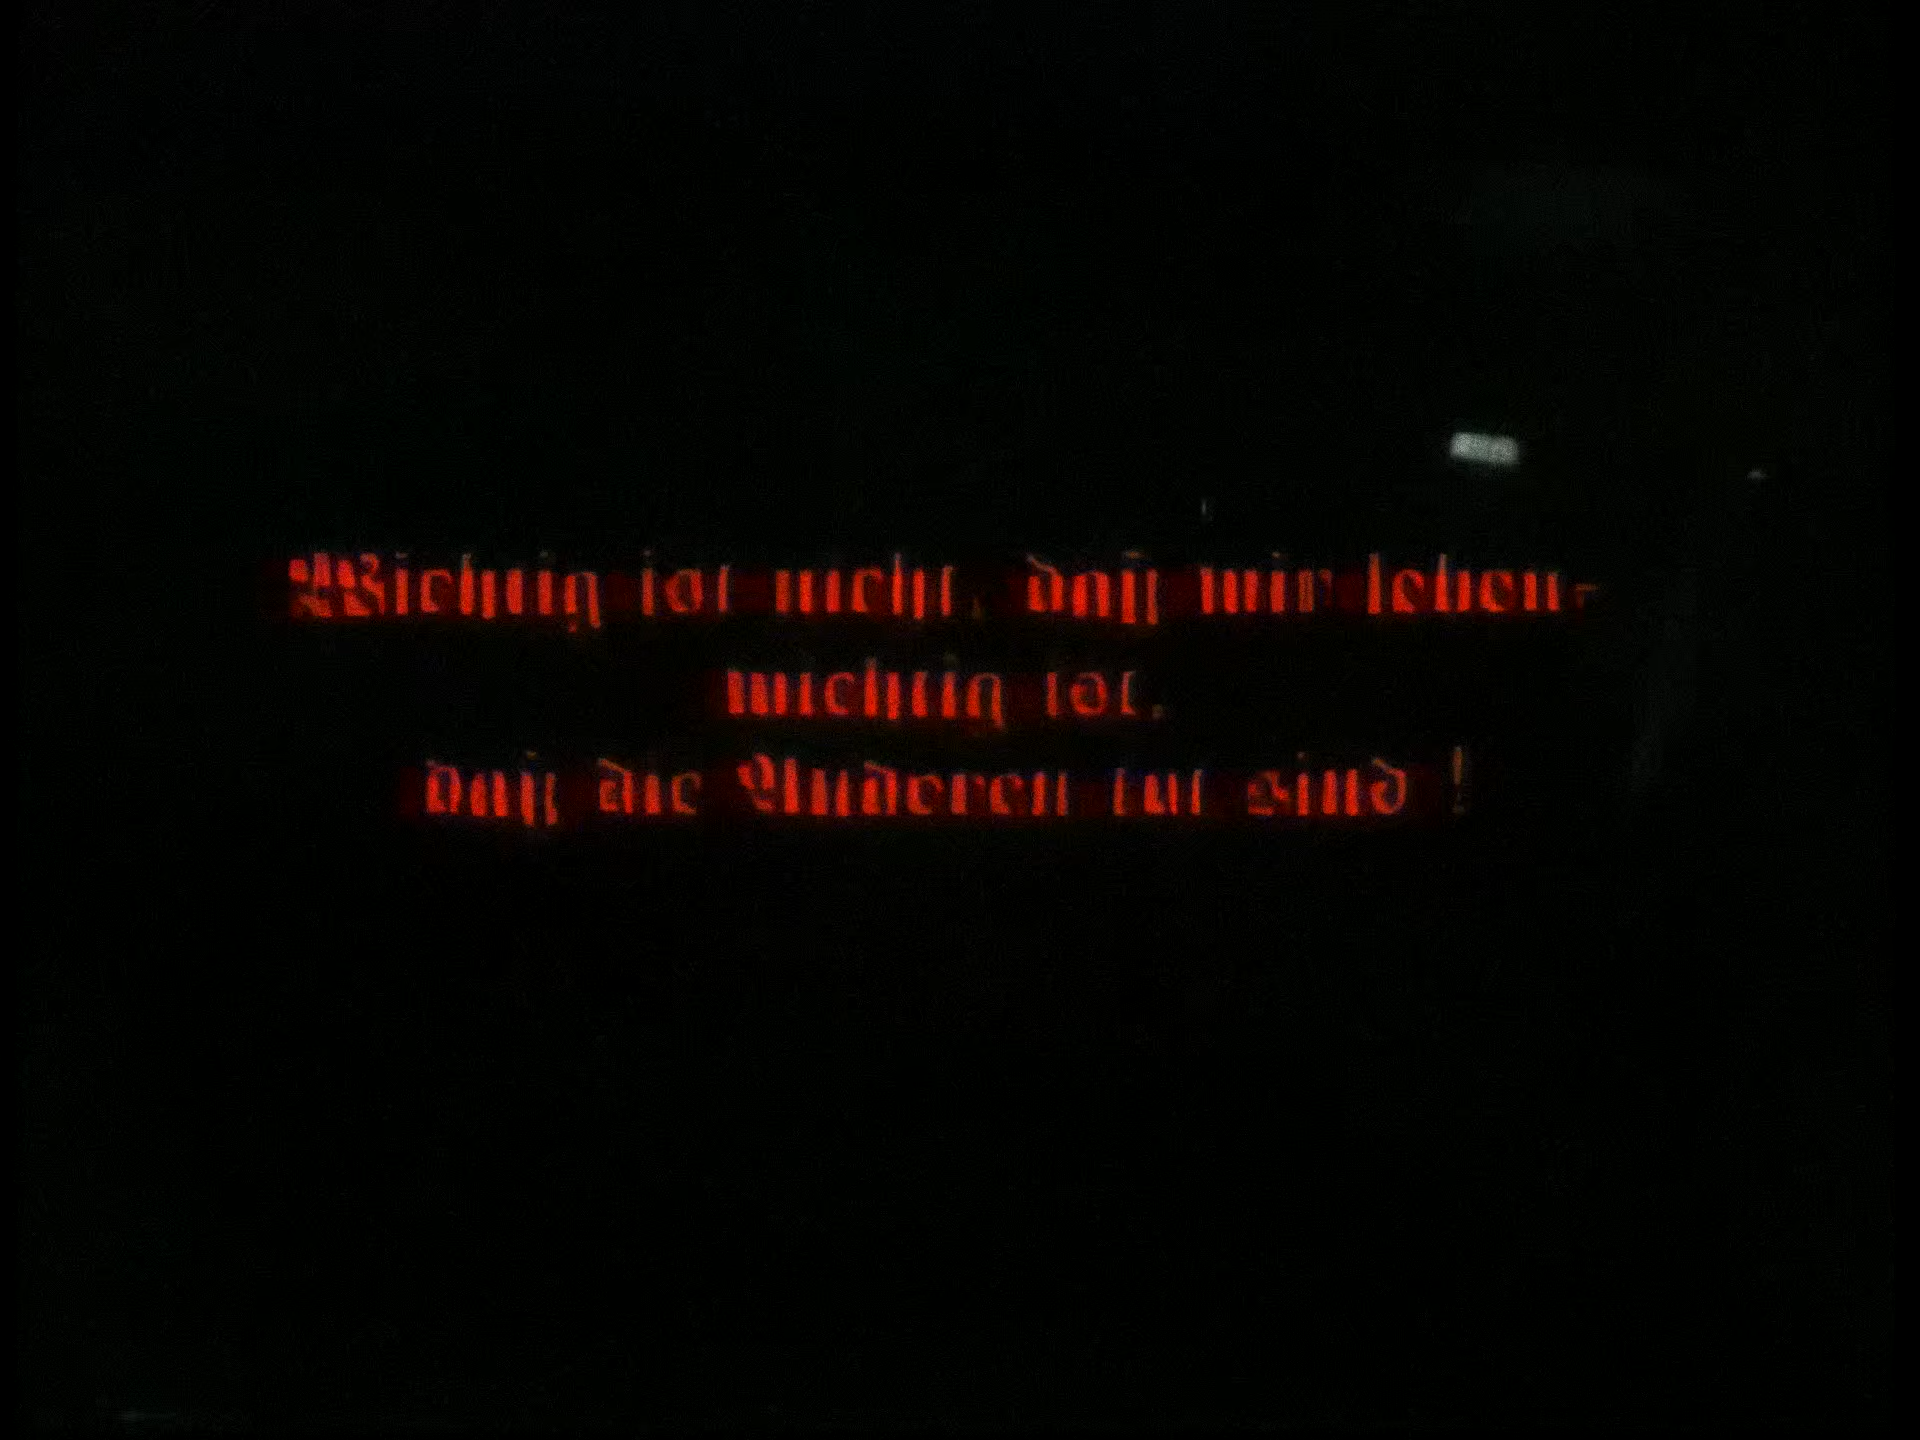 Wichtig ist nicht, daß wir leben-
wichtig ist,
daß die Anderen tot sind !